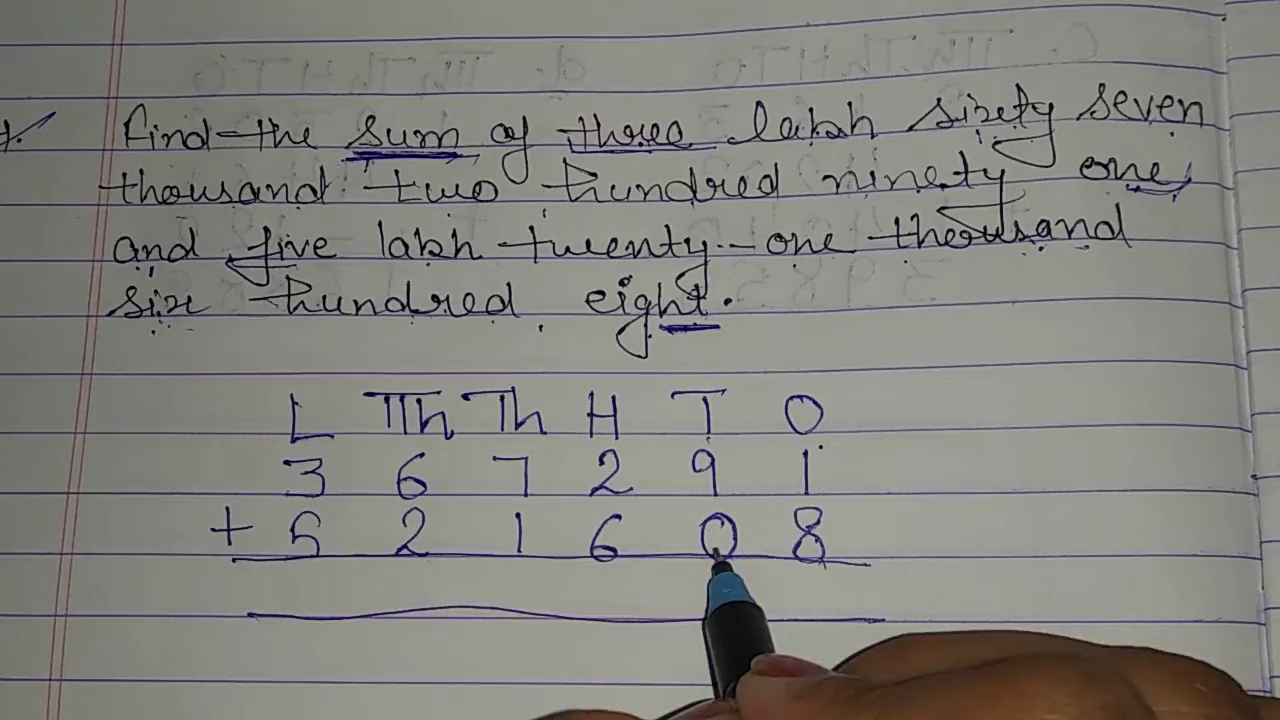 Find the sum of three lakh sixty seven
thousand two hundred ninety one
and five lakh twenty-one thousand
six hundred eight.
L TTh Th H T O
3 6 7 2 9 1
+ 5 2 1 6 0 8